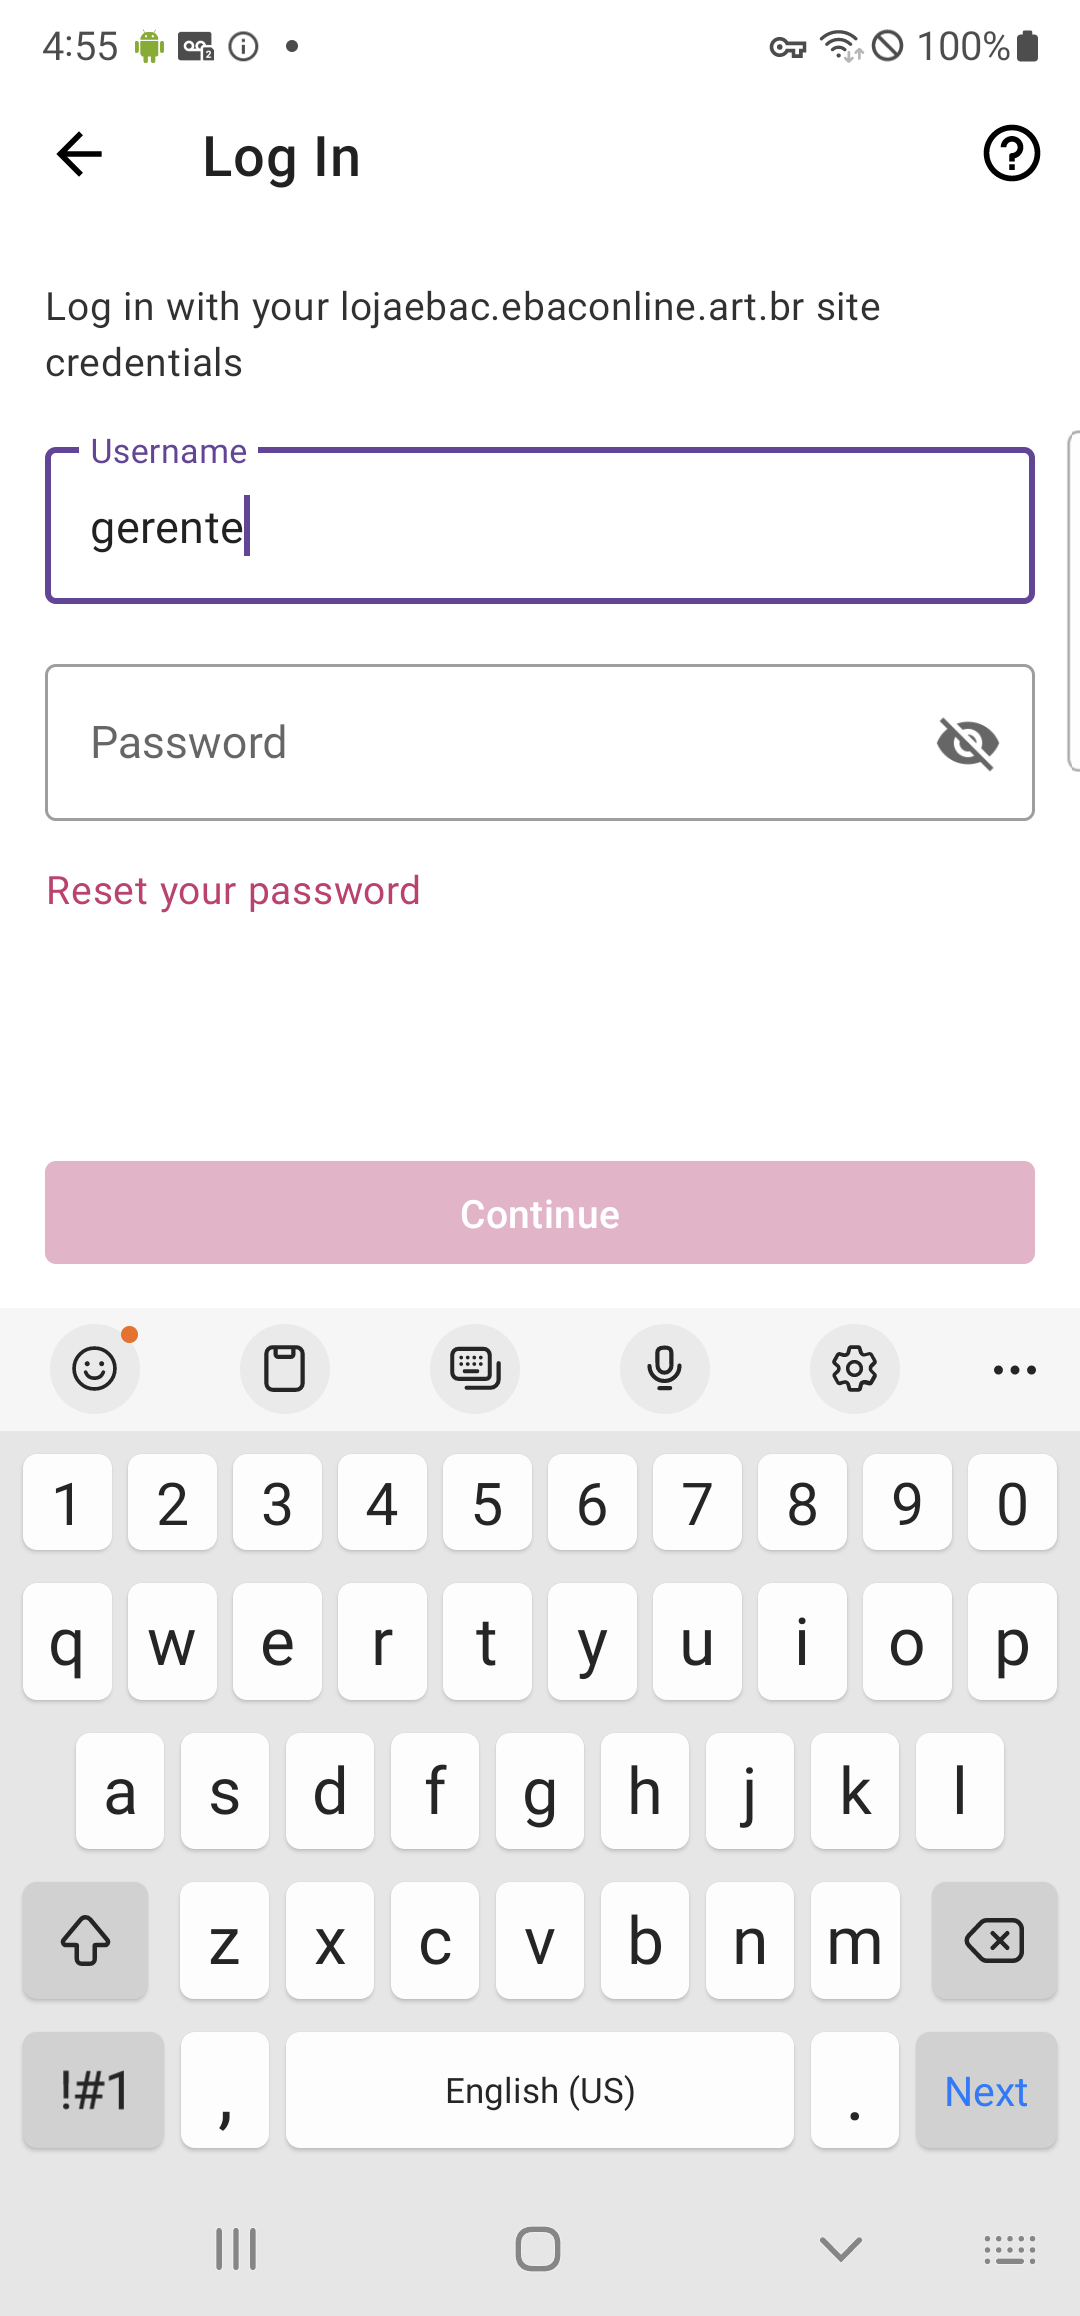 4:55
100%
Log In
Log in with your lojaebac.ebaconline.art.br site
credentials
Username
gerente
Password
Reset your password
Continue
1 2 3 4 5 6 7 8 9 0
q w e r t y u i o p
a s d f g h j k l
z x c v b n m
!#1 , English (US) . Next